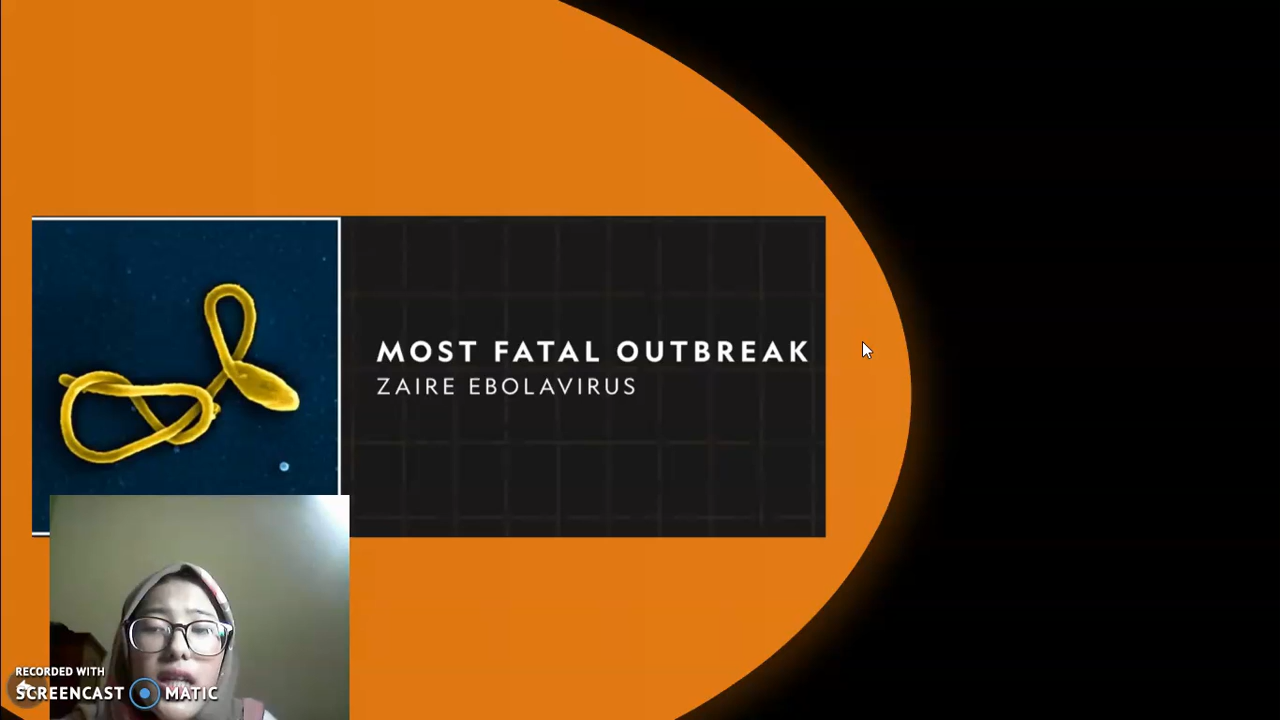 MOST FATAL OUTBREAK
ZAIRE EBOLAVIRUS
RECORDED WITH
SCREENCAST MATIC